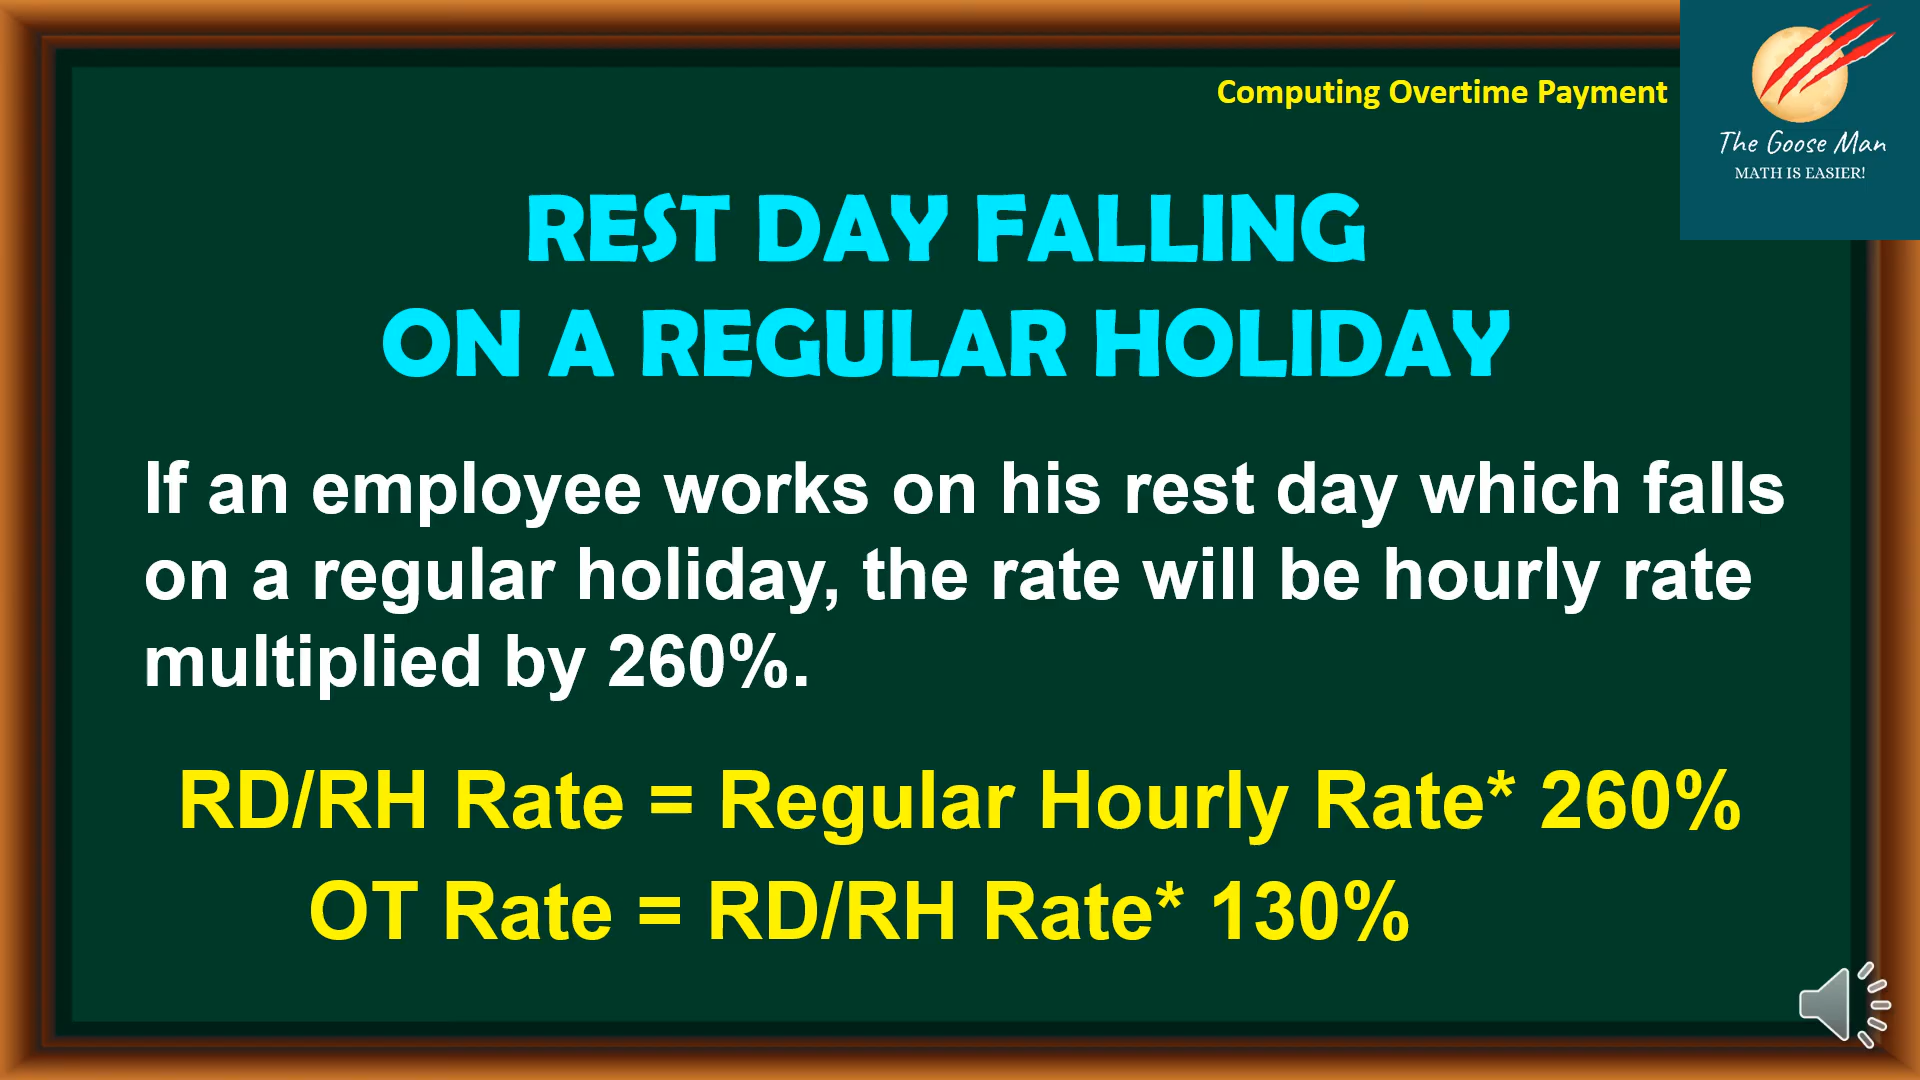 Computing Overtime Payment
The Goose Man
MATH IS EASIER!
REST DAY FALLING
ON A REGULAR HOLIDAY
If an employee works on his rest day which falls
on a regular holiday, the rate will be hourly rate
multiplied by 260%.
RD/RH Rate = Regular Hourly Rate* 260%
OT Rate = RD/RH Rate* 130%